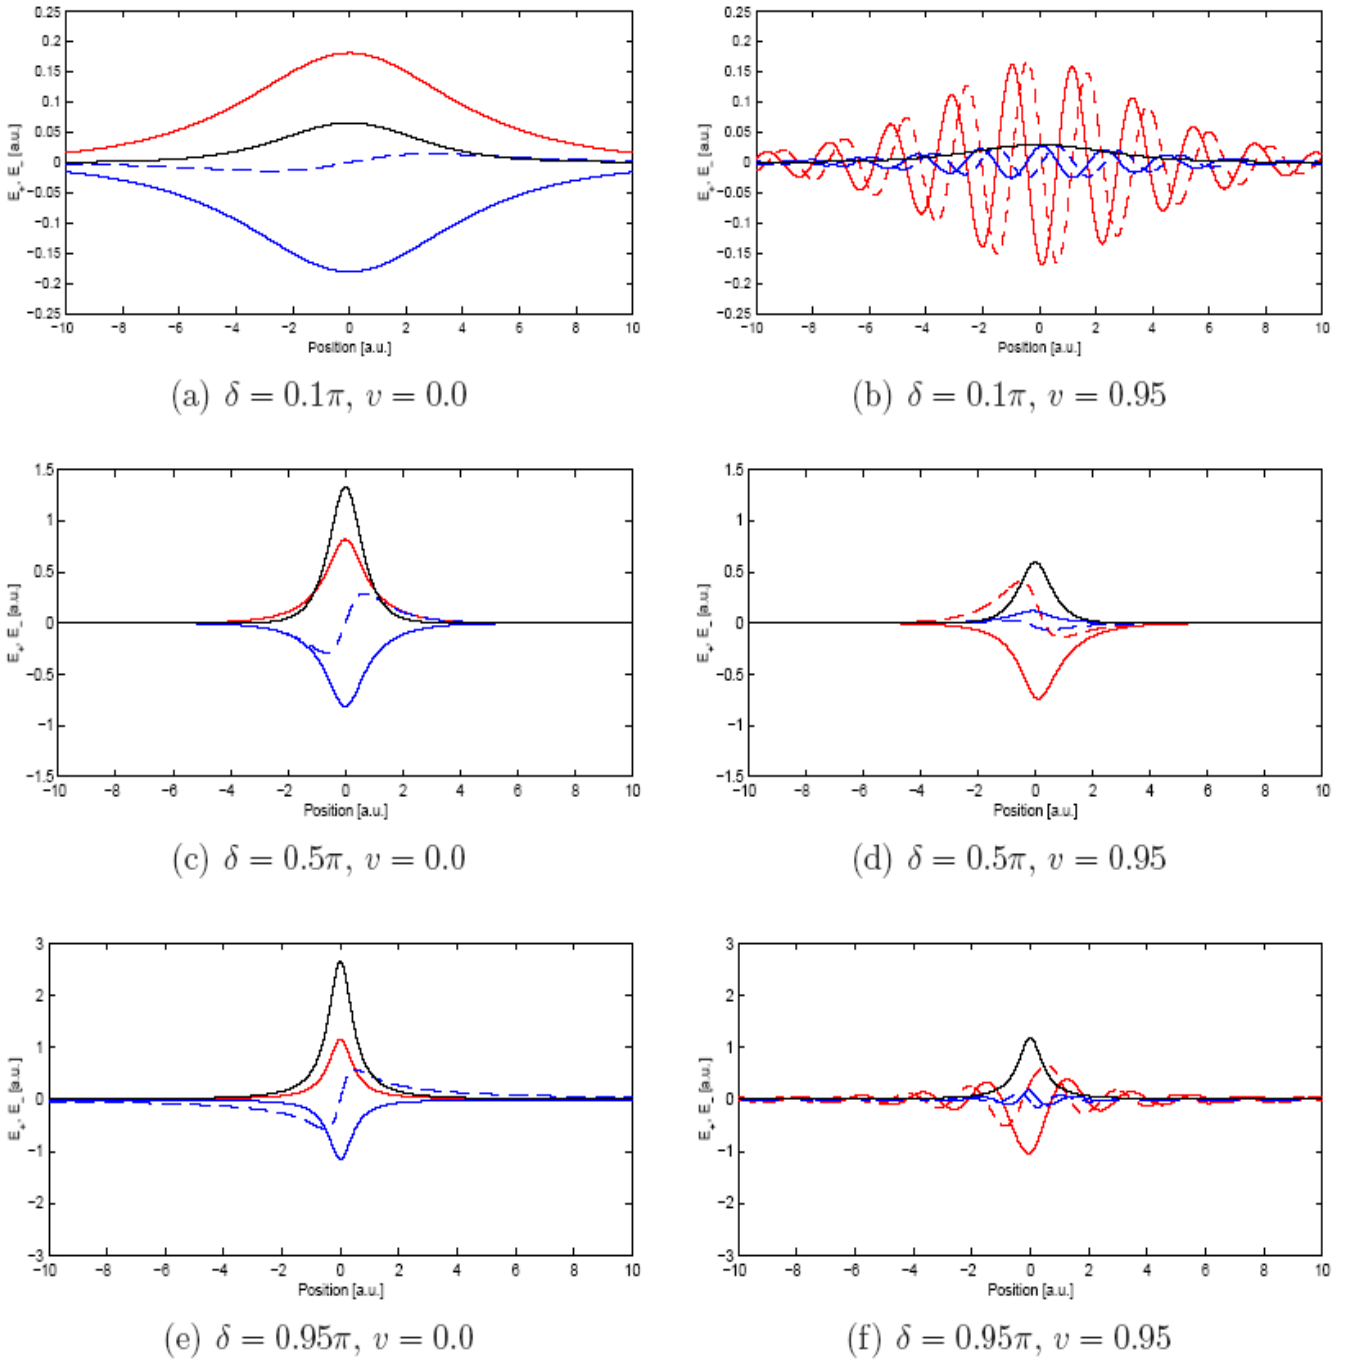 0.25
0.2
0.15
0.1
0.05
0
−0.05
−0.1
−0.15
−0.2
−0.25
E₊, E₋ [a.u.]
−10 −8 −6 −4 −2 0 2 4 6 8 10
Position [a.u.]
(a) δ = 0.1π, v = 0.0
0.25
0.2
0.15
0.1
0.05
0
−0.05
−0.1
−0.15
−0.2
−0.25
E₊, E₋ [a.u.]
−10 −8 −6 −4 −2 0 2 4 6 8 10
Position [a.u.]
(b) δ = 0.1π, v = 0.95
1.5
1
0.5
0
−0.5
−1
−1.5
E₊, E₋ [a.u.]
−10 −8 −6 −4 −2 0 2 4 6 8 10
Position [a.u.]
(c) δ = 0.5π, v = 0.0
1.5
1
0.5
0
−0.5
−1
−1.5
E₊, E₋ [a.u.]
−10 −8 −6 −4 −2 0 2 4 6 8 10
Position [a.u.]
(d) δ = 0.5π, v = 0.95
3
2
1
0
−1
−2
−3
E₊, E₋ [a.u.]
−10 −8 −6 −4 −2 0 2 4 6 8 10
Position [a.u.]
(e) δ = 0.95π, v = 0.0
3
2
1
0
−1
−2
−3
E₊, E₋ [a.u.]
−10 −8 −6 −4 −2 0 2 4 6 8 10
Position [a.u.]
(f) δ = 0.95π, v = 0.95